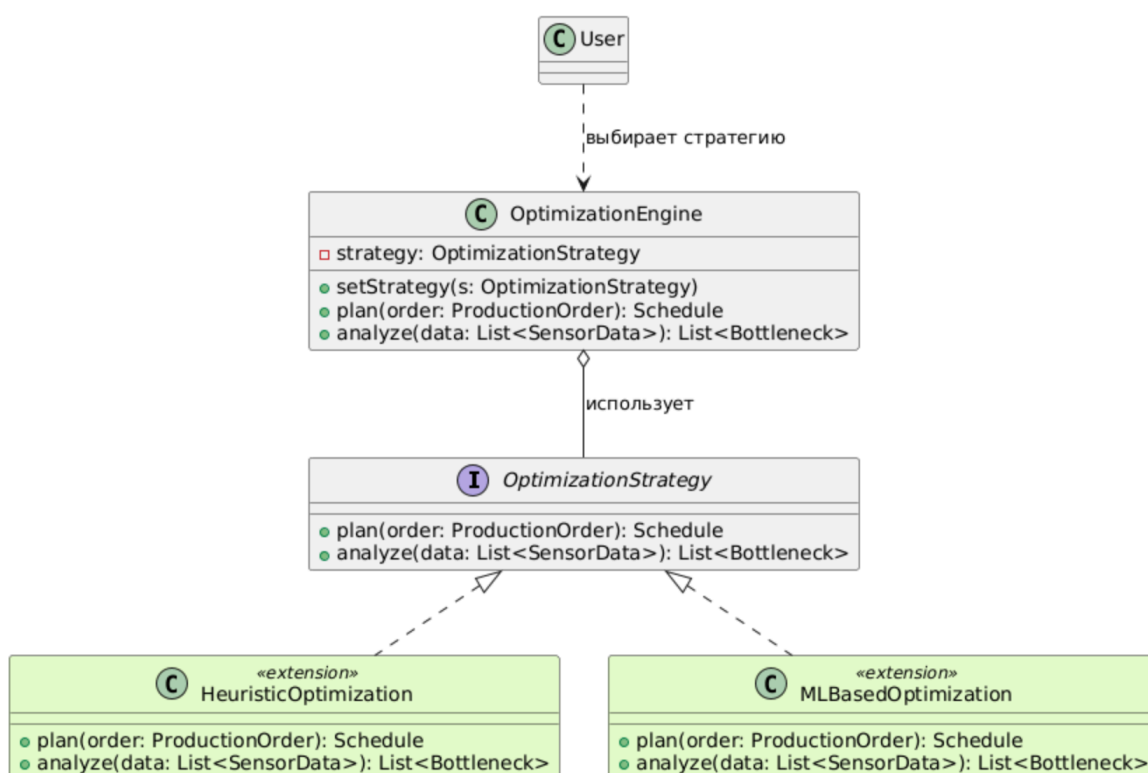 C User
выбирает стратегию
C OptimizationEngine
strategy: OptimizationStrategy
setStrategy(s: OptimizationStrategy)
plan(order: ProductionOrder): Schedule
analyze(data: List<SensorData>): List<Bottleneck>
использует
I OptimizationStrategy
plan(order: ProductionOrder): Schedule
analyze(data: List<SensorData>): List<Bottleneck>
«extension»
C HeuristicOptimization
plan(order: ProductionOrder): Schedule
analyze(data: List<SensorData>): List<Bottleneck>
«extension»
C MLBasedOptimization
plan(order: ProductionOrder): Schedule
analyze(data: List<SensorData>): List<Bottleneck>